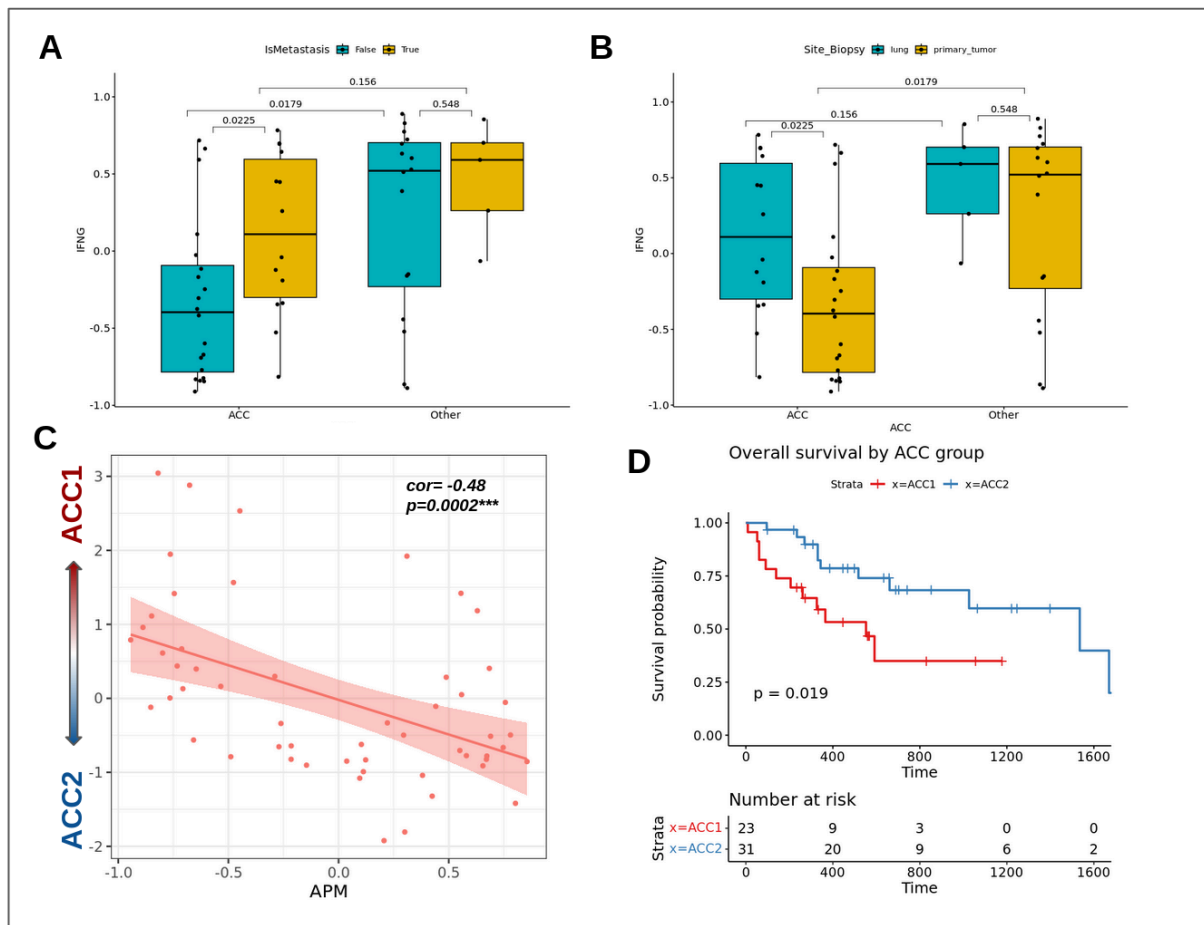 A
IsMetastasis False True
0.156
0.0179
0.548
0.0225
1.0
0.5
0.0
-0.5
-1.0
IFNG
ACC
Other
B
Site_Biopsy lung primary_tumor
0.0179
0.156
0.548
0.0225
1.0
0.5
0.0
-0.5
-1.0
IFNG
ACC
Other
ACC
C
ACC1
ACC2
cor= -0.48
p=0.0002***
3
2
1
0
-1
-2
-1.0
-0.5
0.0
0.5
APM
D
Overall survival by ACC group
Strata x=ACC1 x=ACC2
Survival probability
1.00
0.75
0.50
0.25
0.00
p = 0.019
0 400 800 1200 1600
Time
Number at risk
Strata
x=ACC1 23 9 3 0 0
x=ACC2 31 20 9 6 2
0 400 800 1200 1600
Time